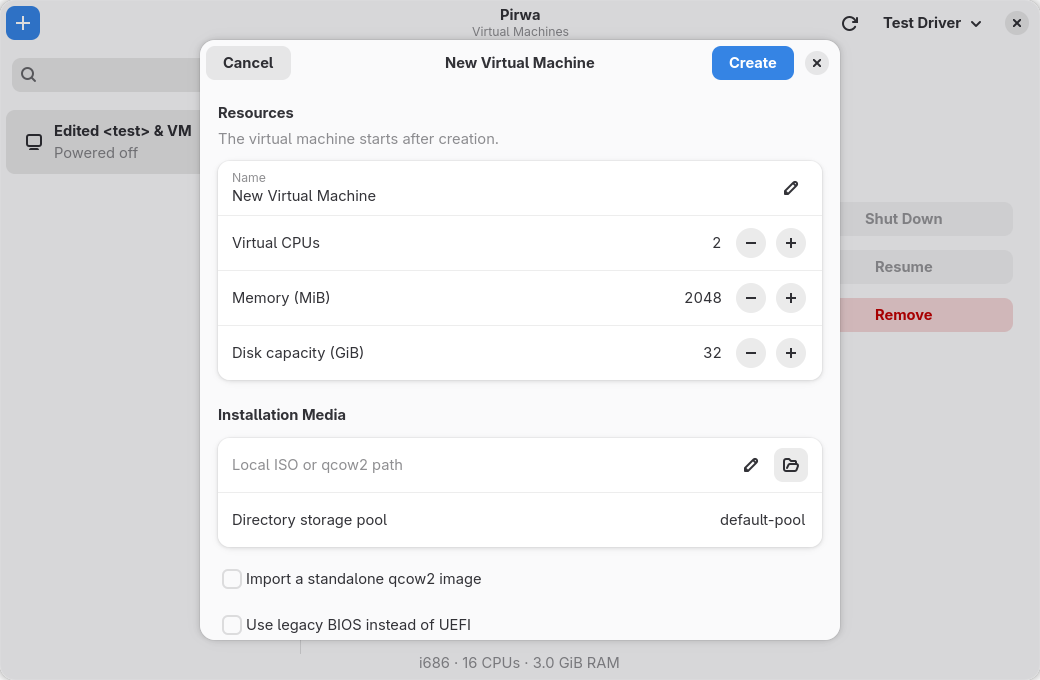 Pirwa
Virtual Machines
Test Driver
Edited <test> & VM
Powered off
Shut Down
Resume
Remove
Cancel
New Virtual Machine
Create
Resources
The virtual machine starts after creation.
Name
New Virtual Machine
Virtual CPUs 2
Memory (MiB) 2048
Disk capacity (GiB) 32
Installation Media
Local ISO or qcow2 path
Directory storage pool default-pool
Import a standalone qcow2 image
Use legacy BIOS instead of UEFI
i686 · 16 CPUs · 3.0 GiB RAM